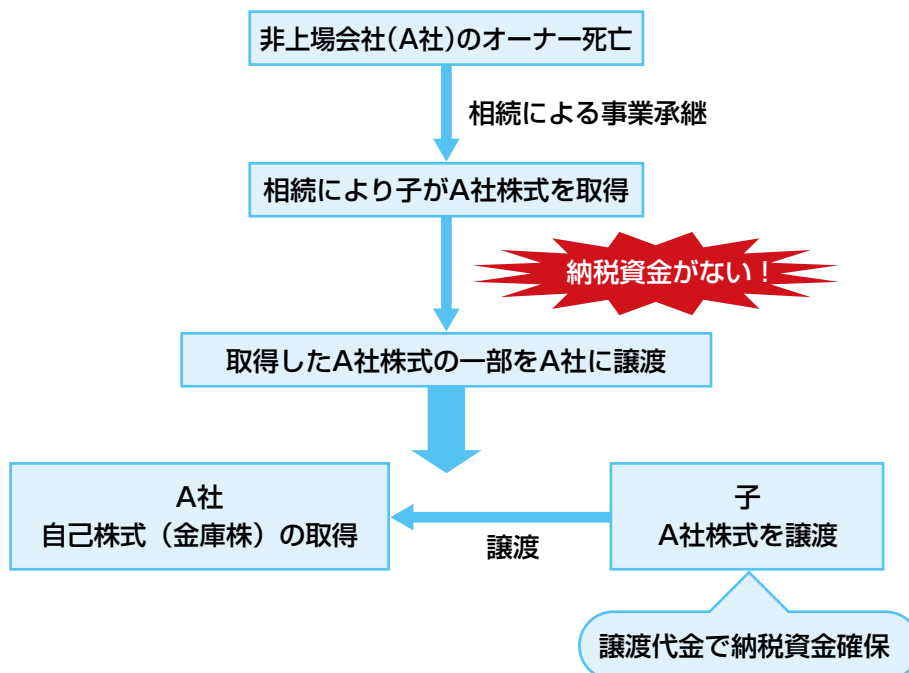 非上場会社(A社)のオーナー死亡
相続による事業承継
相続により子がA社株式を取得
納税資金がない！
取得したA社株式の一部をA社に譲渡
A社
自己株式（金庫株）の取得
譲渡
子
A社株式を譲渡
譲渡代金で納税資金確保